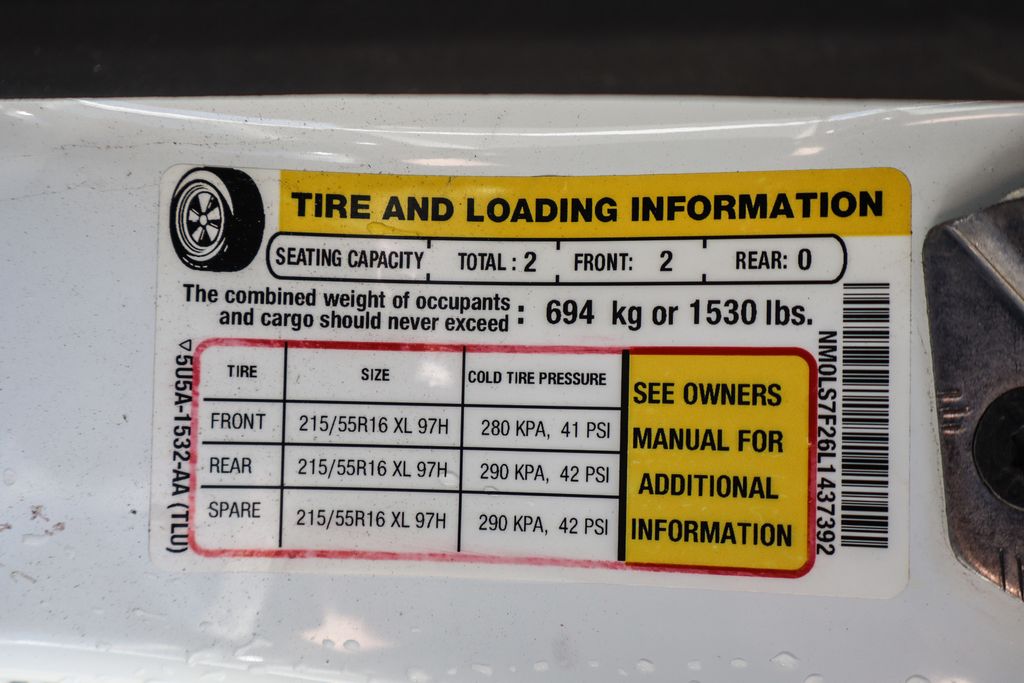 TIRE AND LOADING INFORMATION
SEATING CAPACITY TOTAL : 2 FRONT: 2 REAR: 0
The combined weight of occupants
and cargo should never exceed : 694 kg or 1530 lbs.
TIRE SIZE COLD TIRE PRESSURE
FRONT 215/55R16 XL 97H 280 KPA, 41 PSI
REAR 215/55R16 XL 97H 290 KPA, 42 PSI
SPARE 215/55R16 XL 97H 290 KPA, 42 PSI
SEE OWNERS
MANUAL FOR
ADDITIONAL
INFORMATION
5U5A-1532-AA (TLU)
NM0LS7F26L1437392